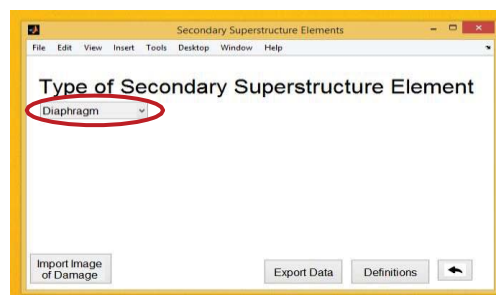 Secondary Superstructure Elements
File Edit View Insert Tools Desktop Window Help
Type of Secondary Superstructure Element
Diaphragm
Import Image
of Damage
Export Data
Definitions